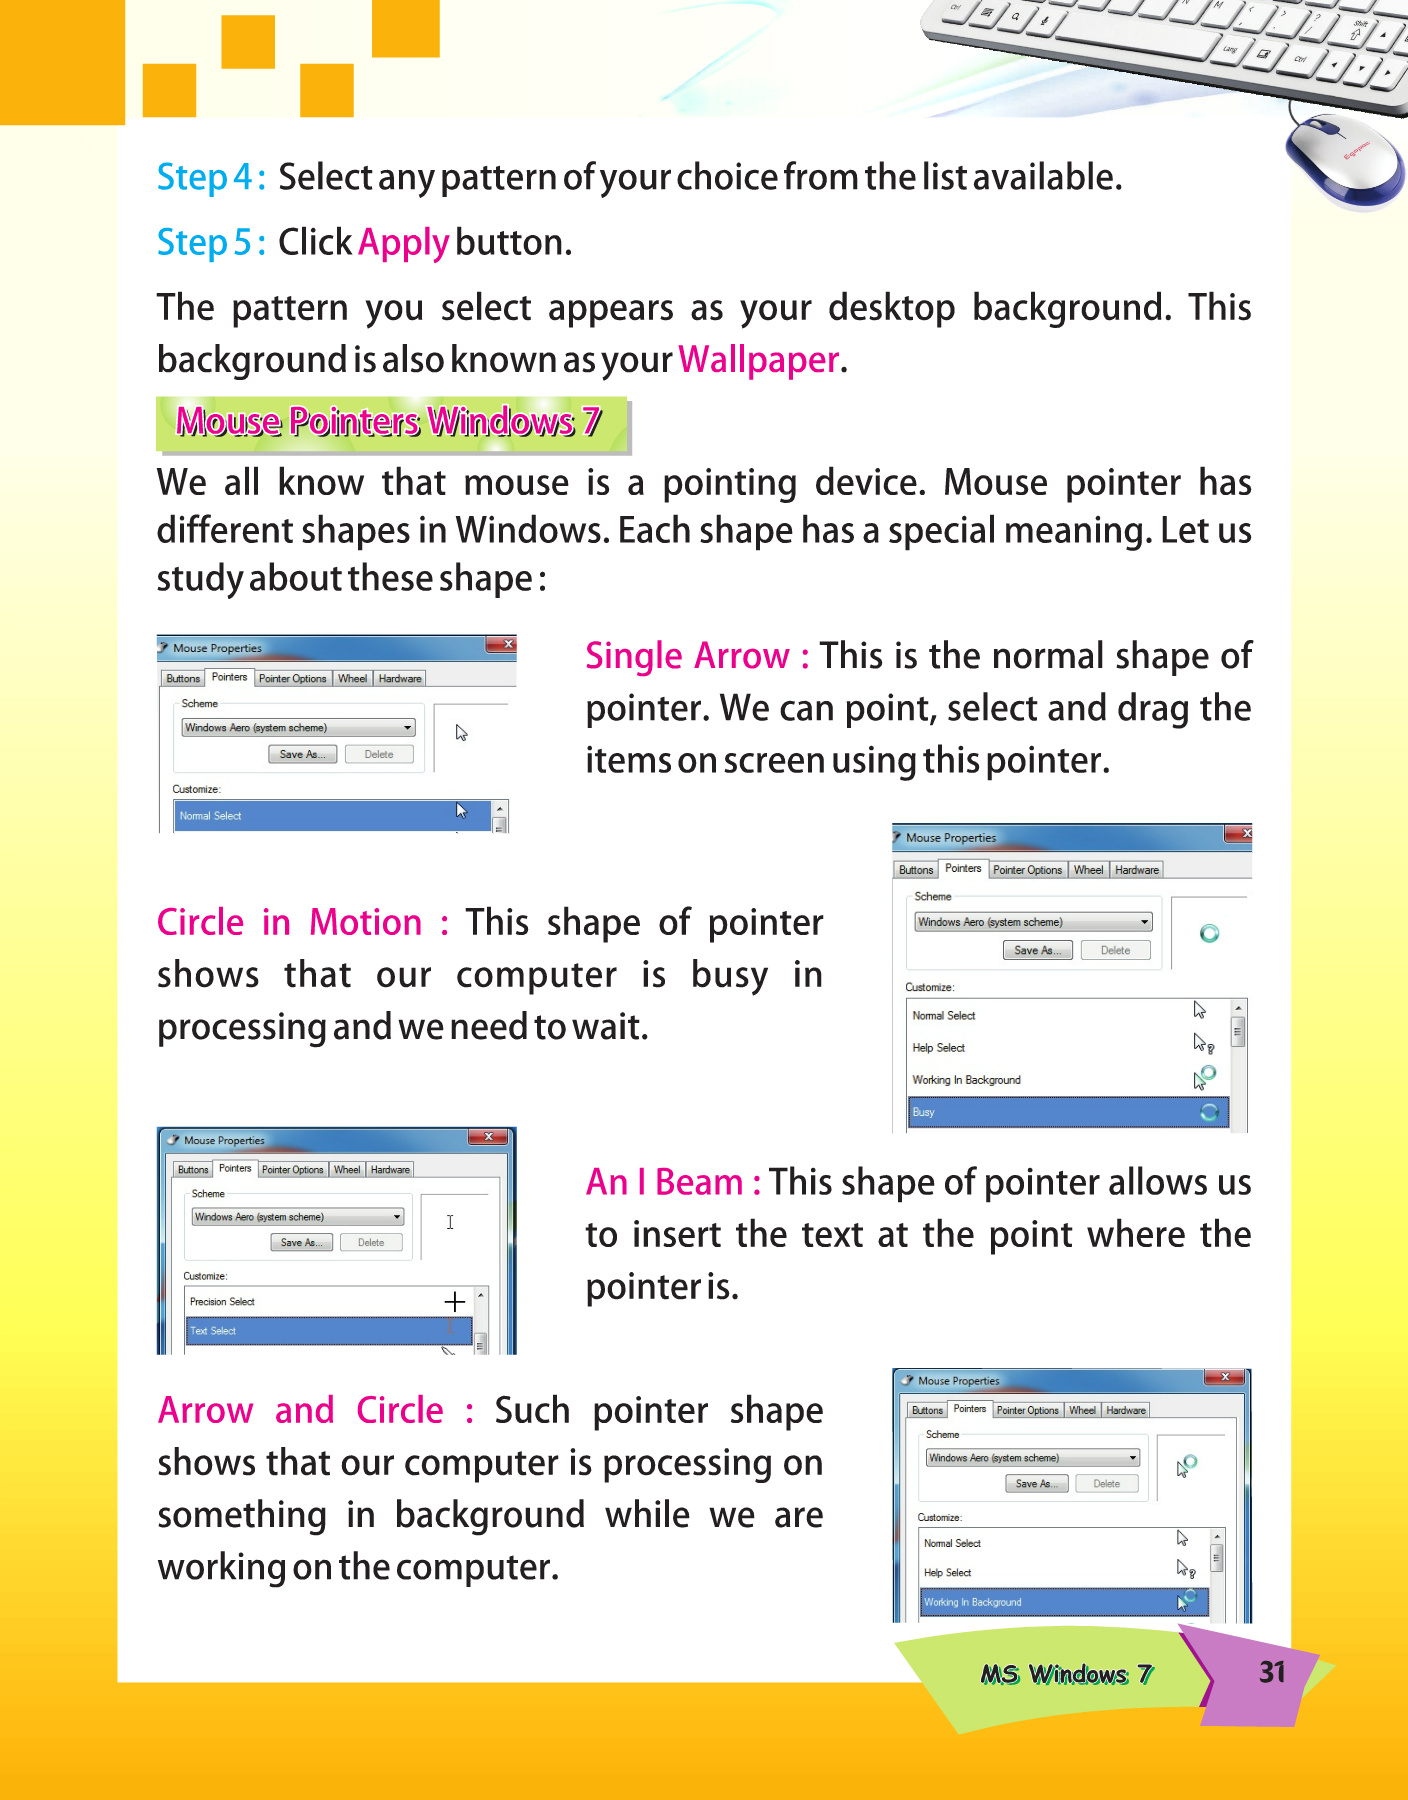 Step 4 : Select any pattern of your choice from the list available.
Step 5 : Click Apply button.
The pattern you select appears as your desktop background. This
background is also known as your Wallpaper.
Mouse Pointers Windows 7
We all know that mouse is a pointing device. Mouse pointer has
different shapes in Windows. Each shape has a special meaning. Let us
study about these shape :
Mouse Properties
Buttons Pointers Pointer Options Wheel Hardware
Scheme
Windows Aero (system scheme)
Save As... Delete
Customize:
Normal Select
Single Arrow : This is the normal shape of
pointer. We can point, select and drag the
items on screen using this pointer.
Circle in Motion : This shape of pointer
shows that our computer is busy in
processing and we need to wait.
Mouse Properties
Buttons Pointers Pointer Options Wheel Hardware
Scheme
Windows Aero (system scheme)
Save As... Delete
Customize:
Normal Select
Help Select
Working In Background
Busy
Mouse Properties
Buttons Pointers Pointer Options Wheel Hardware
Scheme
Windows Aero (system scheme)
Save As... Delete
Customize:
Precision Select
Text Select
An I Beam : This shape of pointer allows us
to insert the text at the point where the
pointer is.
Arrow and Circle : Such pointer shape
shows that our computer is processing on
something in background while we are
working on the computer.
Mouse Properties
Buttons Pointers Pointer Options Wheel Hardware
Scheme
Windows Aero (system scheme)
Save As... Delete
Customize:
Normal Select
Help Select
Working In Background
MS Windows 7 31